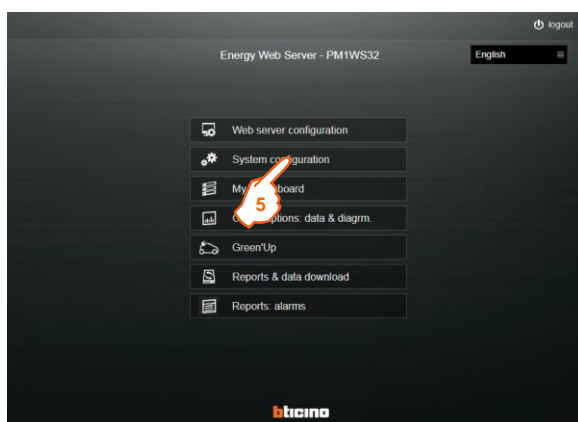 logout
Energy Web Server - PM1WS32
English
Web server configuration
System configuration
My board
5
ptions: data & diagrm.
Green'Up
Reports & data download
Reports: alarms
bticino